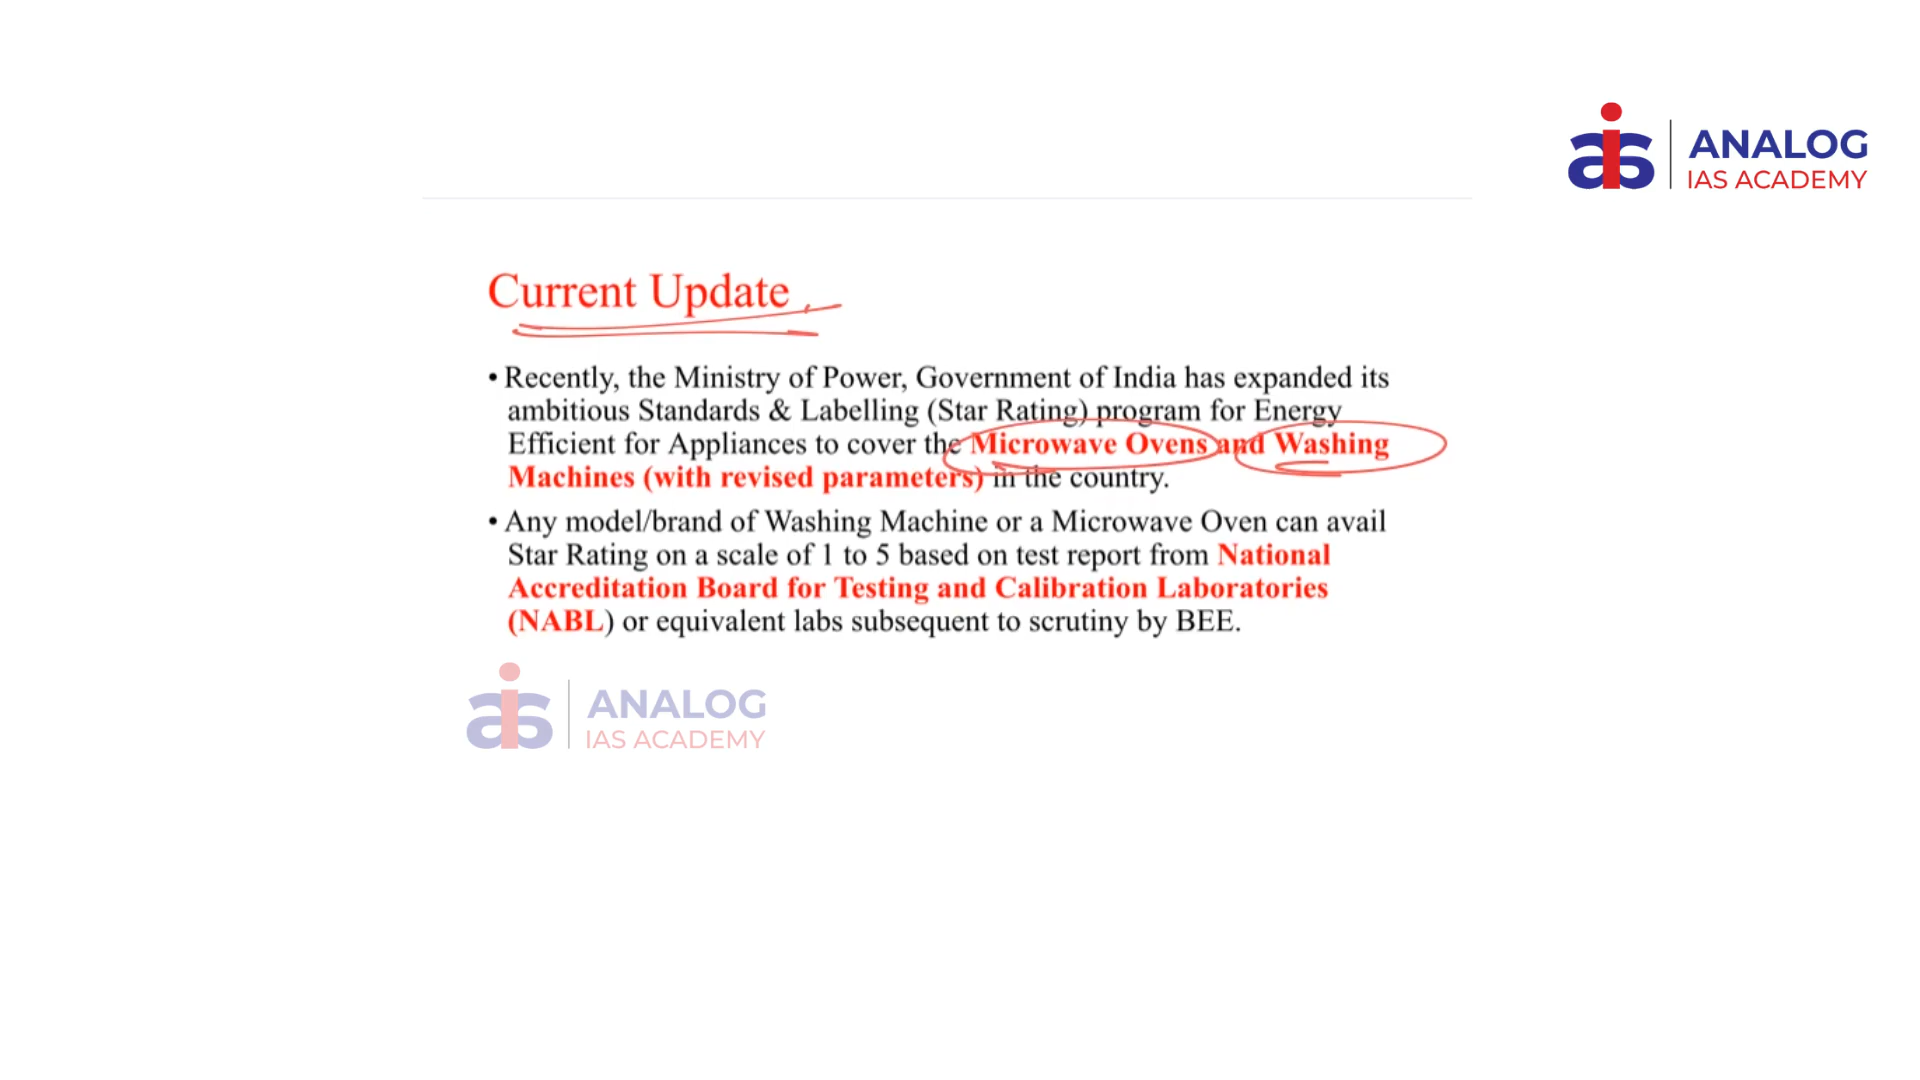 ANALOG
IAS ACADEMY
Current Update
• Recently, the Ministry of Power, Government of India has expanded its
ambitious Standards & Labelling (Star Rating) program for Energy
Efficient for Appliances to cover the Microwave Ovens and Washing
Machines (with revised parameters) in the country.
• Any model/brand of Washing Machine or a Microwave Oven can avail
Star Rating on a scale of 1 to 5 based on test report from National
Accreditation Board for Testing and Calibration Laboratories
(NABL) or equivalent labs subsequent to scrutiny by BEE.
ANALOG
IAS ACADEMY